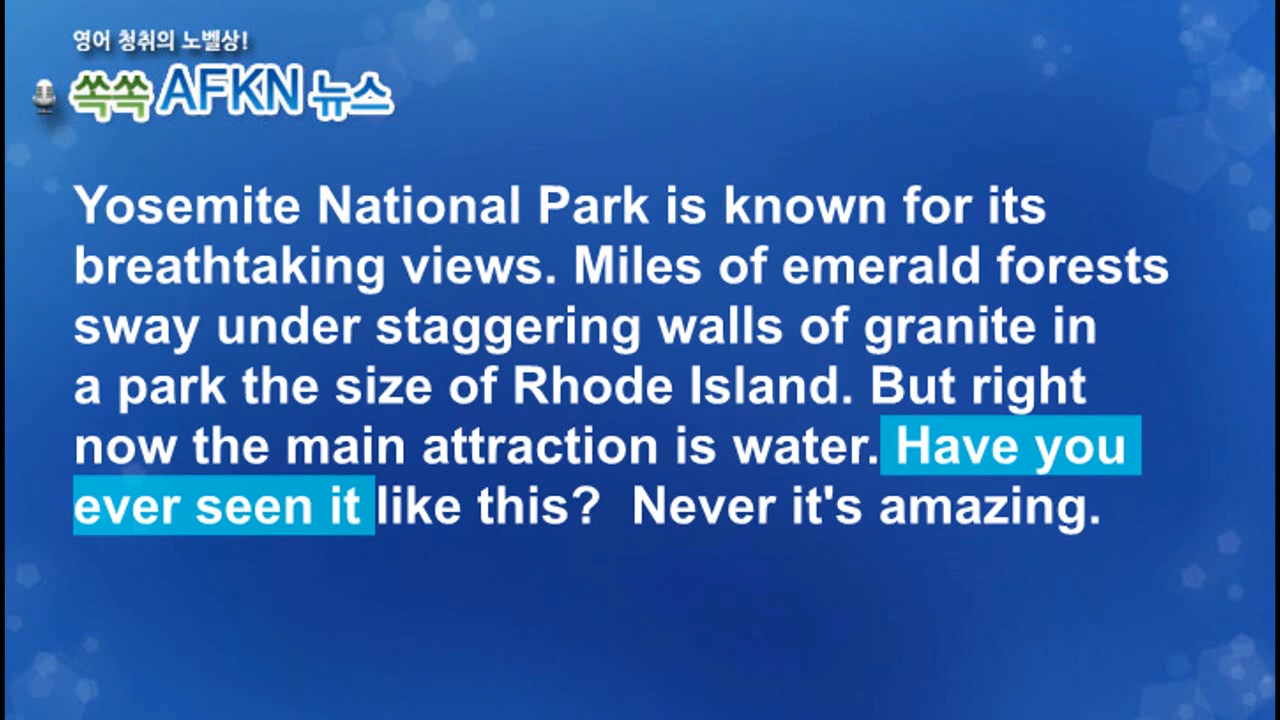 영어 청취의 노벨상!
쏙쏙 AFKN 뉴스
Yosemite National Park is known for its
breathtaking views. Miles of emerald forests
sway under staggering walls of granite in
a park the size of Rhode Island. But right
now the main attraction is water. Have you
ever seen it like this?  Never it's amazing.